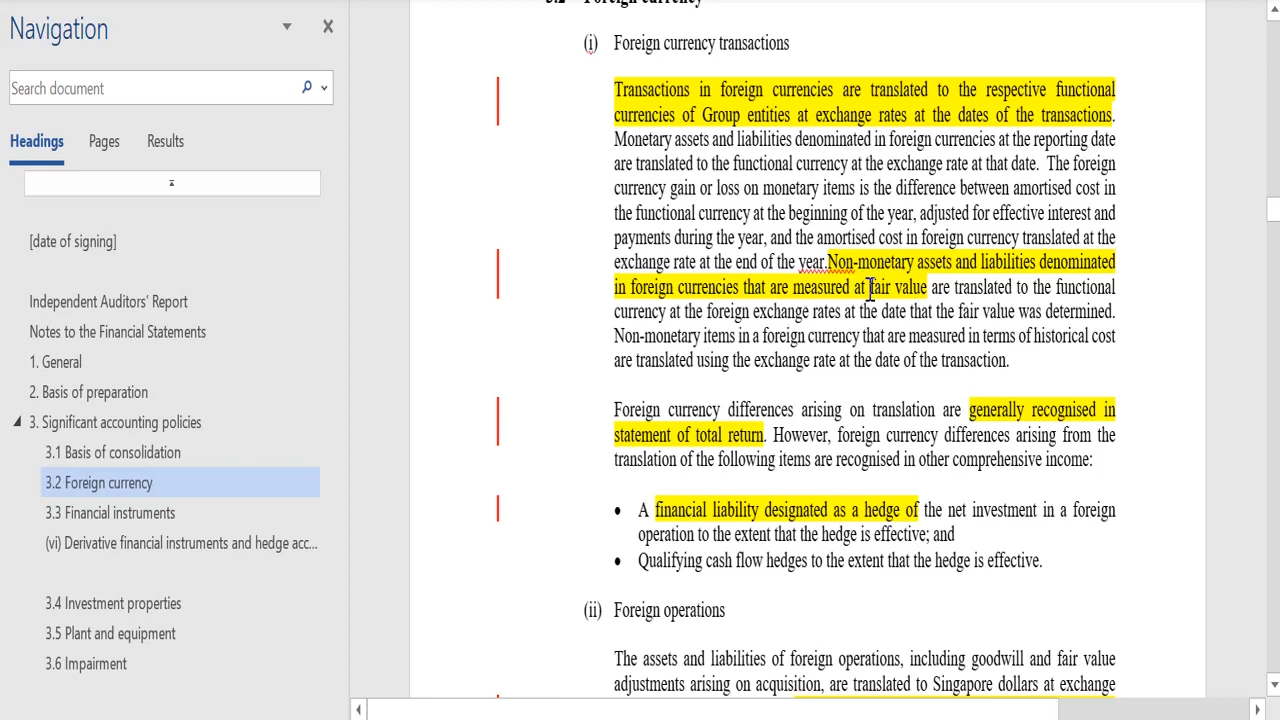 Navigation
Search document
Headings Pages Results
[date of signing]
Independent Auditors' Report
Notes to the Financial Statements
1. General
2. Basis of preparation
3. Significant accounting policies
3.1 Basis of consolidation
3.2 Foreign currency
3.3 Financial instruments
(vi) Derivative financial instruments and hedge acc...
3.4 Investment properties
3.5 Plant and equipment
3.6 Impairment
3.2 Foreign currency
(i) Foreign currency transactions
Transactions in foreign currencies are translated to the respective functional
currencies of Group entities at exchange rates at the dates of the transactions.
Monetary assets and liabilities denominated in foreign currencies at the reporting date
are translated to the functional currency at the exchange rate at that date. The foreign
currency gain or loss on monetary items is the difference between amortised cost in
the functional currency at the beginning of the year, adjusted for effective interest and
payments during the year, and the amortised cost in foreign currency translated at the
exchange rate at the end of the year.Non-monetary assets and liabilities denominated
in foreign currencies that are measured at fair value are translated to the functional
currency at the foreign exchange rates at the date that the fair value was determined.
Non-monetary items in a foreign currency that are measured in terms of historical cost
are translated using the exchange rate at the date of the transaction.
Foreign currency differences arising on translation are generally recognised in
statement of total return. However, foreign currency differences arising from the
translation of the following items are recognised in other comprehensive income:
• A financial liability designated as a hedge of the net investment in a foreign
operation to the extent that the hedge is effective; and
• Qualifying cash flow hedges to the extent that the hedge is effective.
(ii) Foreign operations
The assets and liabilities of foreign operations, including goodwill and fair value
adjustments arising on acquisition, are translated to Singapore dollars at exchange